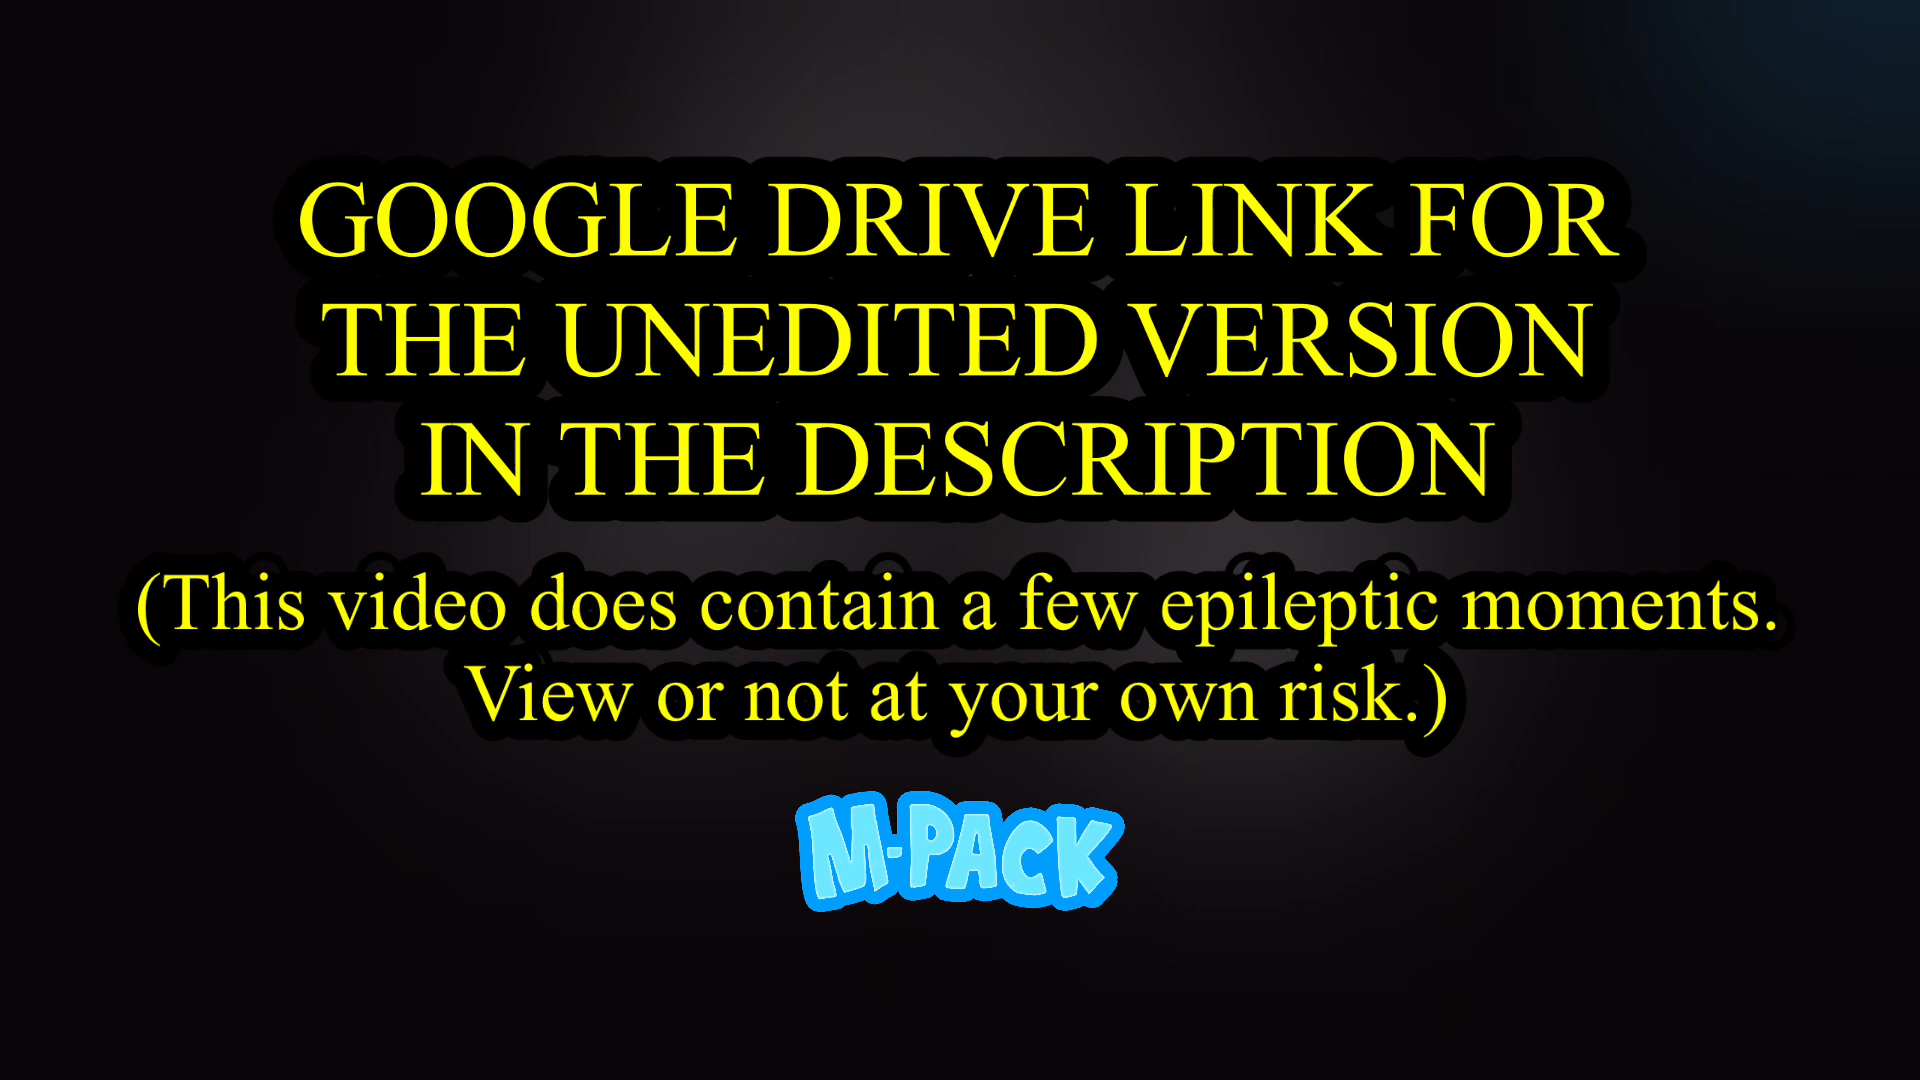 GOOGLE DRIVE LINK FOR
THE UNEDITED VERSION
IN THE DESCRIPTION
(This video does contain a few epileptic moments.
View or not at your own risk.)
M-PACK